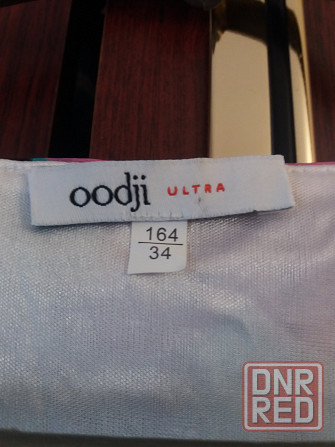 oodji ULTRA
164
34
DNR
RED